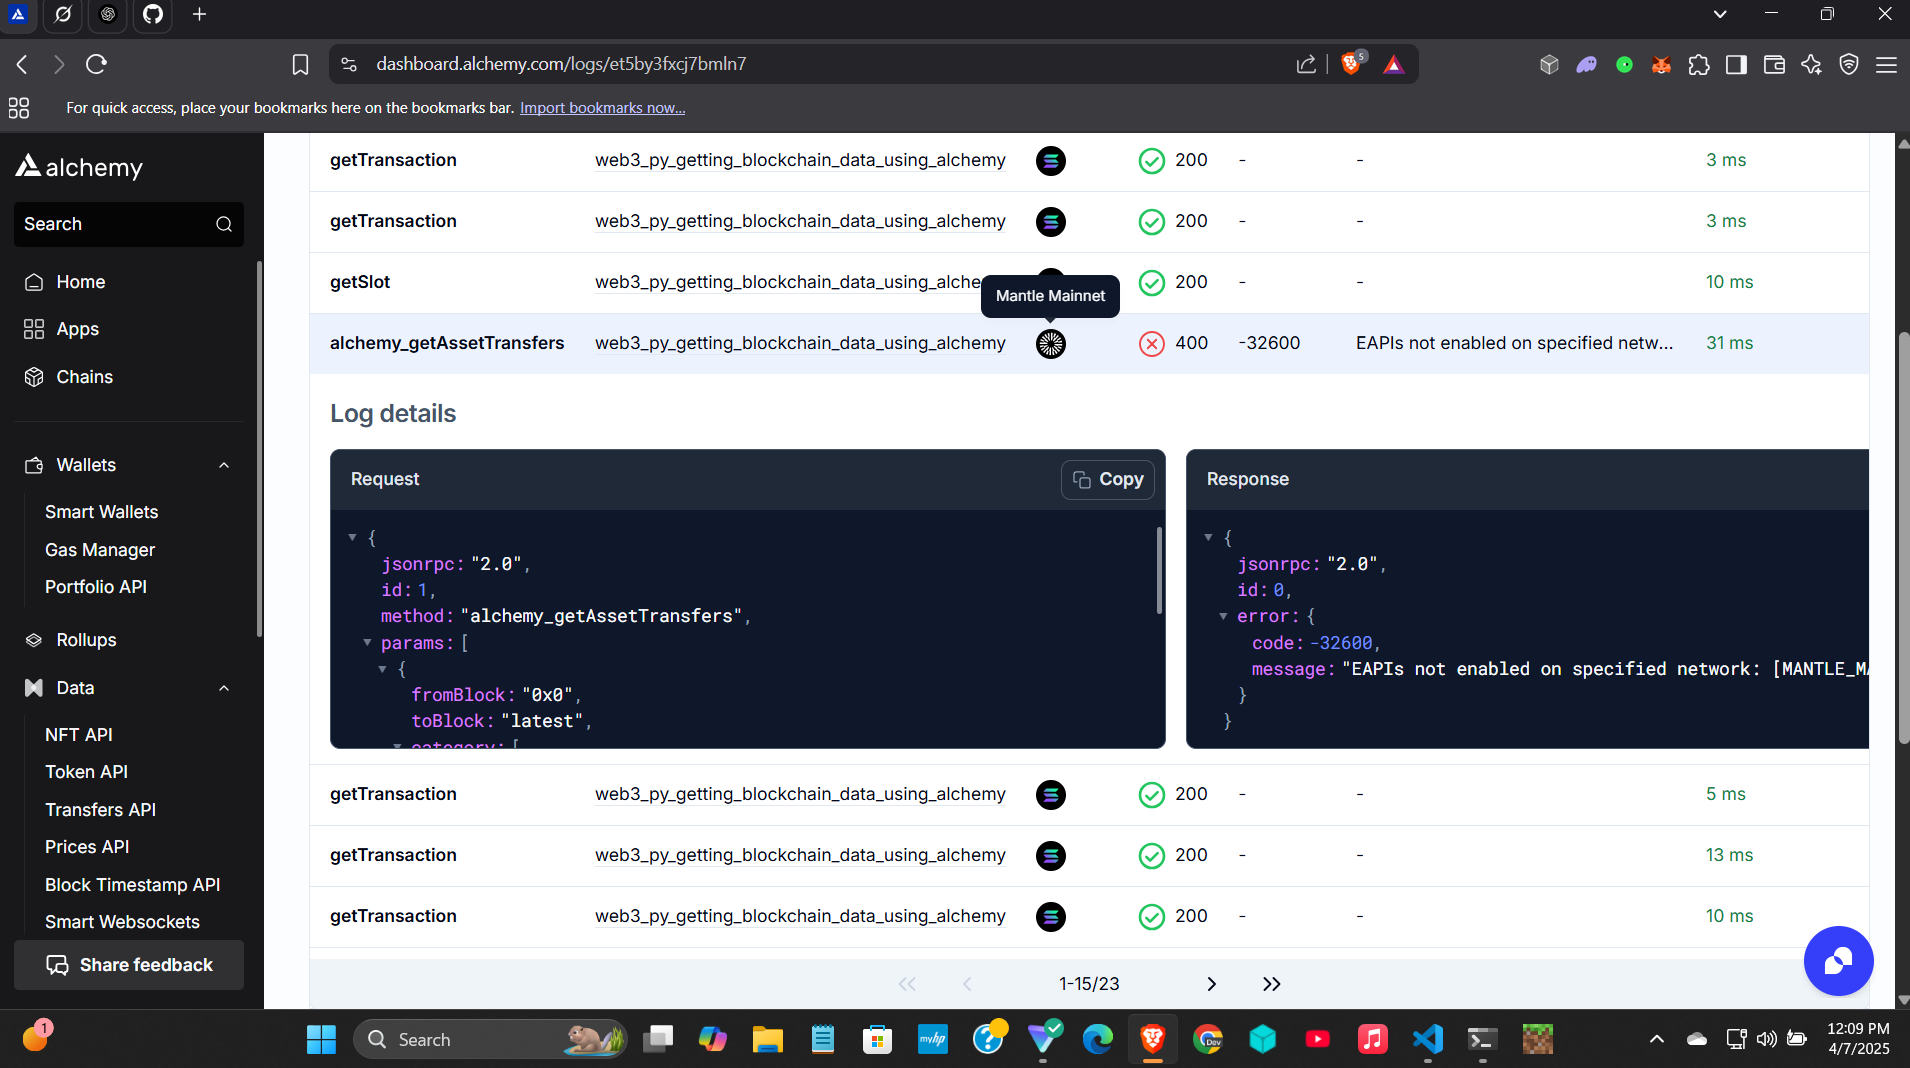 dashboard.alchemy.com/logs/et5by3fxcj7bmln7
5
For quick access, place your bookmarks here on the bookmarks bar. Import bookmarks now...
alchemy
Search
Home
Apps
Chains
Wallets
Smart Wallets
Gas Manager
Portfolio API
Rollups
Data
NFT API
Token API
Transfers API
Prices API
Block Timestamp API
Smart Websockets
Share feedback
getTransaction web3_py_getting_blockchain_data_using_alchemy 200 - - 3 ms
getTransaction web3_py_getting_blockchain_data_using_alchemy 200 - - 3 ms
getSlot web3_py_getting_blockchain_data_using_alche 200 - - 10 ms
Mantle Mainnet
alchemy_getAssetTransfers web3_py_getting_blockchain_data_using_alchemy 400 -32600 EAPIs not enabled on specified netw... 31 ms
Log details
Request
Copy
{
jsonrpc: "2.0",
id: 1,
method: "alchemy_getAssetTransfers",
params: [
{
fromBlock: "0x0",
toBlock: "latest",
category: [
Response
{
jsonrpc: "2.0",
id: 0,
error: {
code: -32600,
message: "EAPIs not enabled on specified network: [MANTLE_MA
}
}
getTransaction web3_py_getting_blockchain_data_using_alchemy 200 - - 5 ms
getTransaction web3_py_getting_blockchain_data_using_alchemy 200 - - 13 ms
getTransaction web3_py_getting_blockchain_data_using_alchemy 200 - - 10 ms
1-15/23
1
Search
myhp
Dev
12:09 PM
4/7/2025